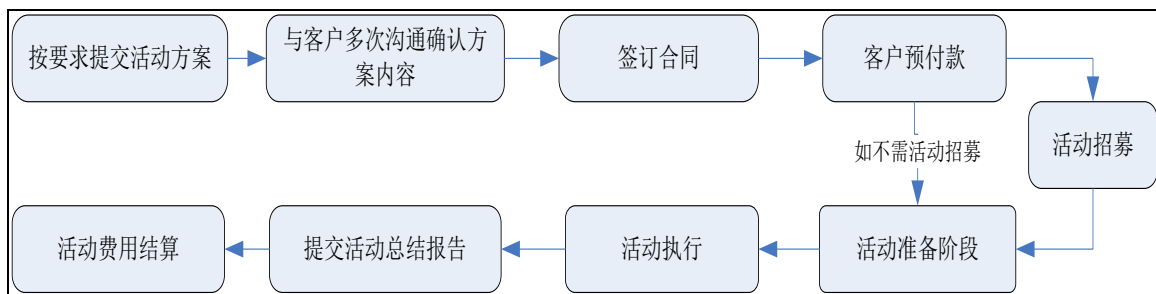 按要求提交活动方案
与客户多次沟通确认方
案内容
签订合同
客户预付款
活动招募
如不需活动招募
活动费用结算
提交活动总结报告
活动执行
活动准备阶段